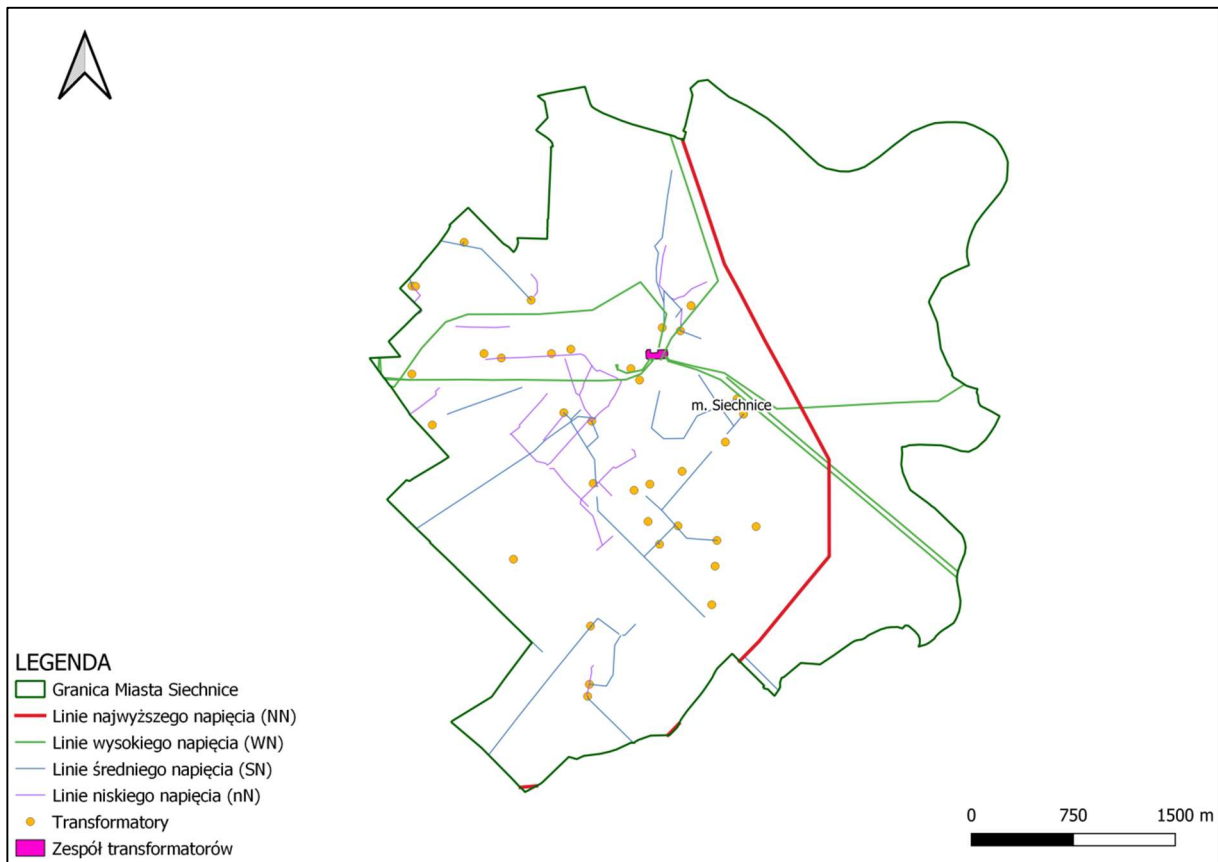 m. Siechnice
LEGENDA
Granica Miasta Siechnice
Linie najwyższego napięcia (NN)
Linie wysokiego napięcia (WN)
Linie średniego napięcia (SN)
Linie niskiego napięcia (nN)
Transformatory
Zespół transformatorów
0 750 1500 m